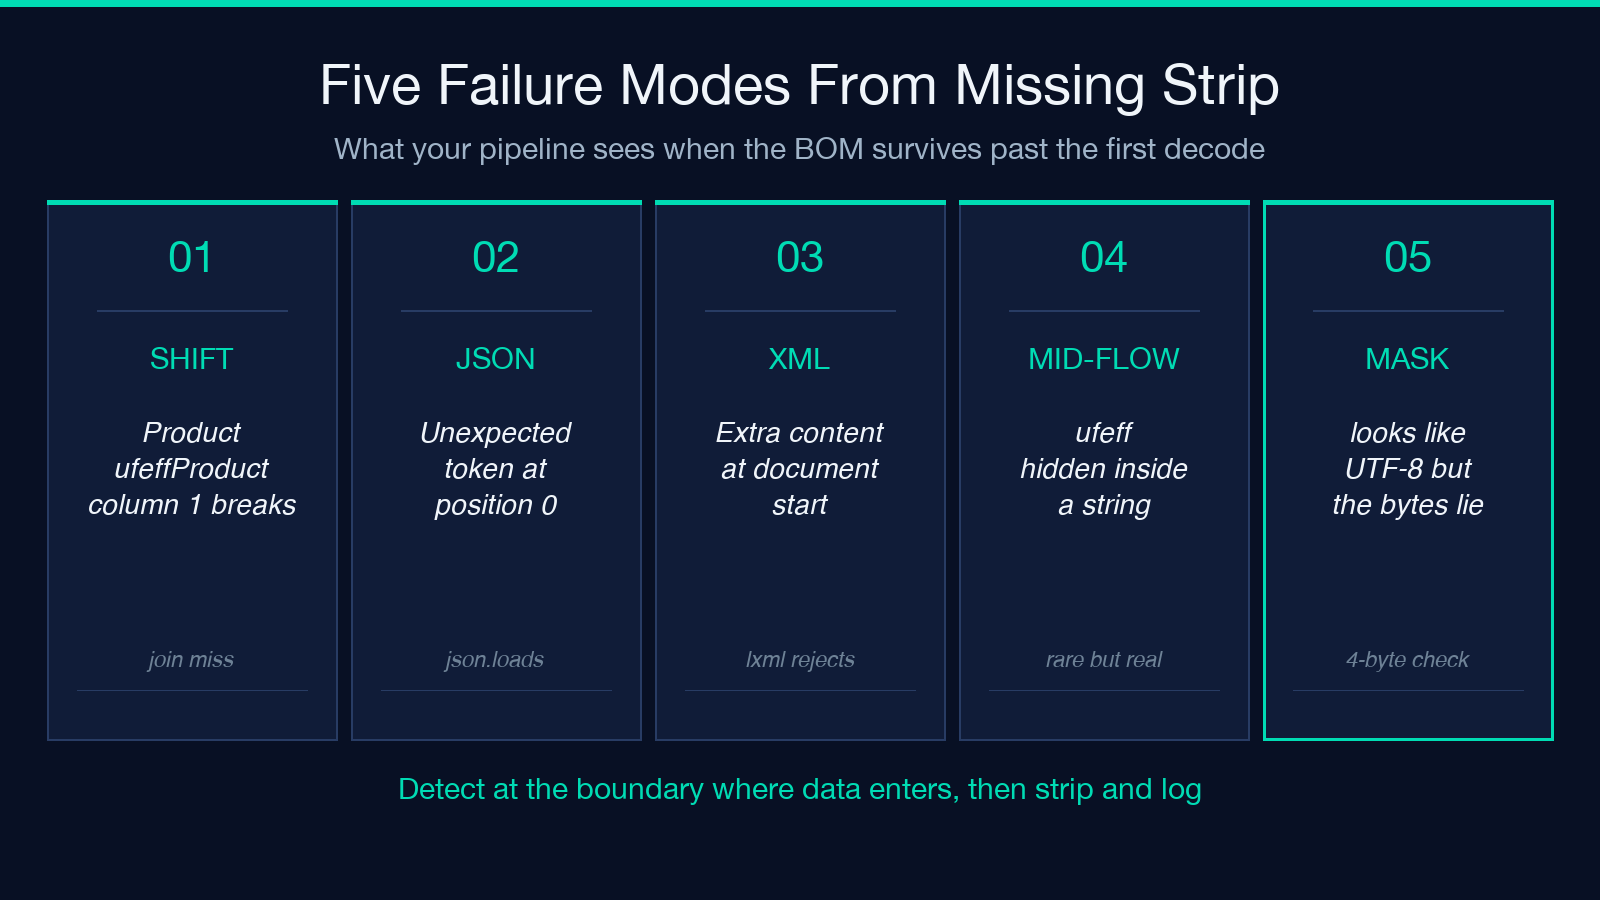 Five Failure Modes From Missing Strip
What your pipeline sees when the BOM survives past the first decode
01
SHIFT
Product
ufeffProduct
column 1 breaks
join miss
02
JSON
Unexpected
token at
position 0
json.loads
03
XML
Extra content
at document
start
lxml rejects
04
MID-FLOW
ufeff
hidden inside
a string
rare but real
05
MASK
looks like
UTF-8 but
the bytes lie
4-byte check
Detect at the boundary where data enters, then strip and log